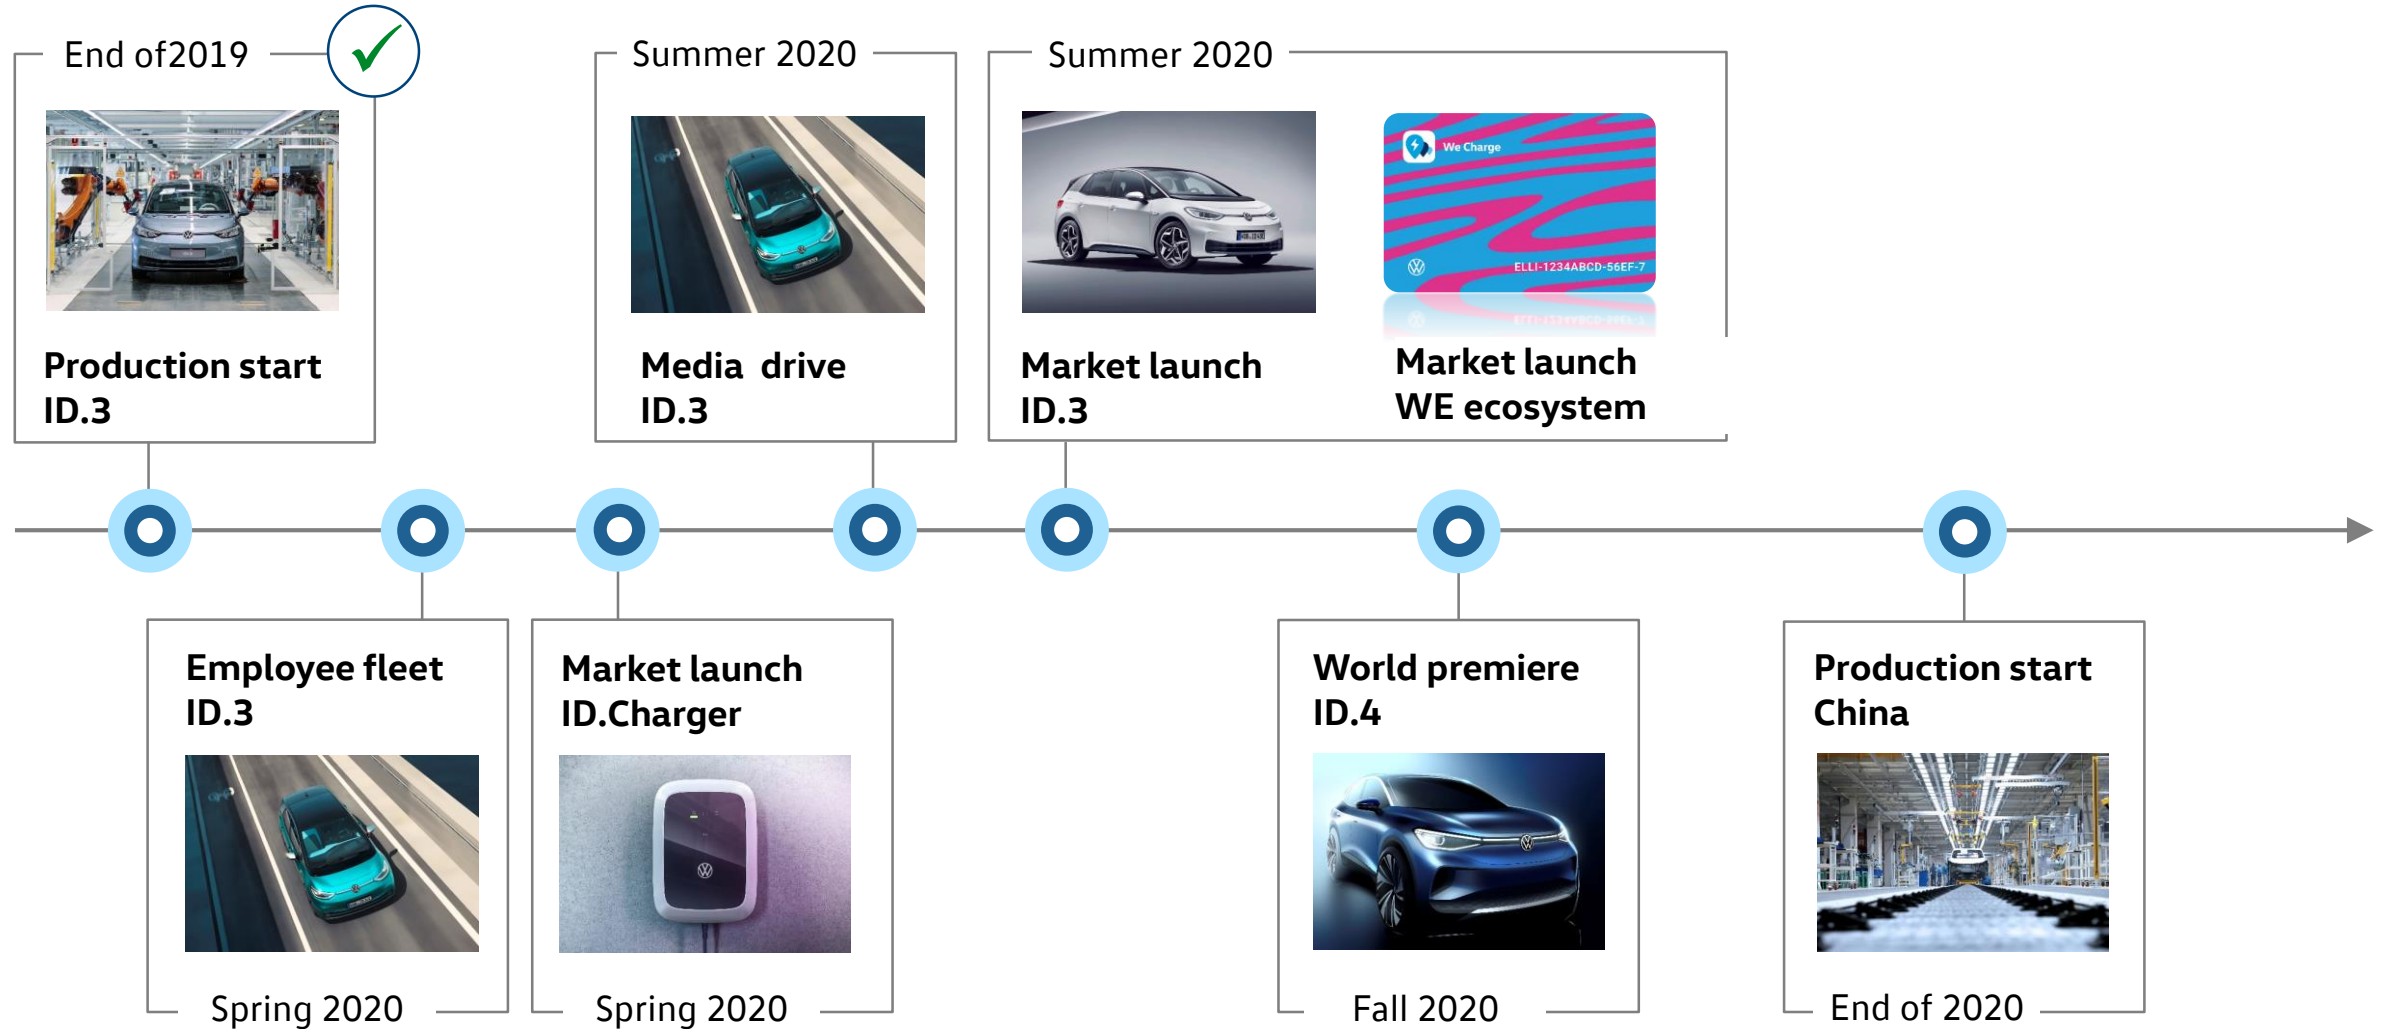 End of2019
Production start
ID.3
Summer 2020
Media  drive
ID.3
Summer 2020
Market launch
ID.3
We Charge
ELLI-1234ABCD-56EF-7
Market launch
WE ecosystem
Employee fleet
ID.3
Spring 2020
Market launch
ID.Charger
Spring 2020
World premiere
ID.4
Fall 2020
Production start
China
End of 2020